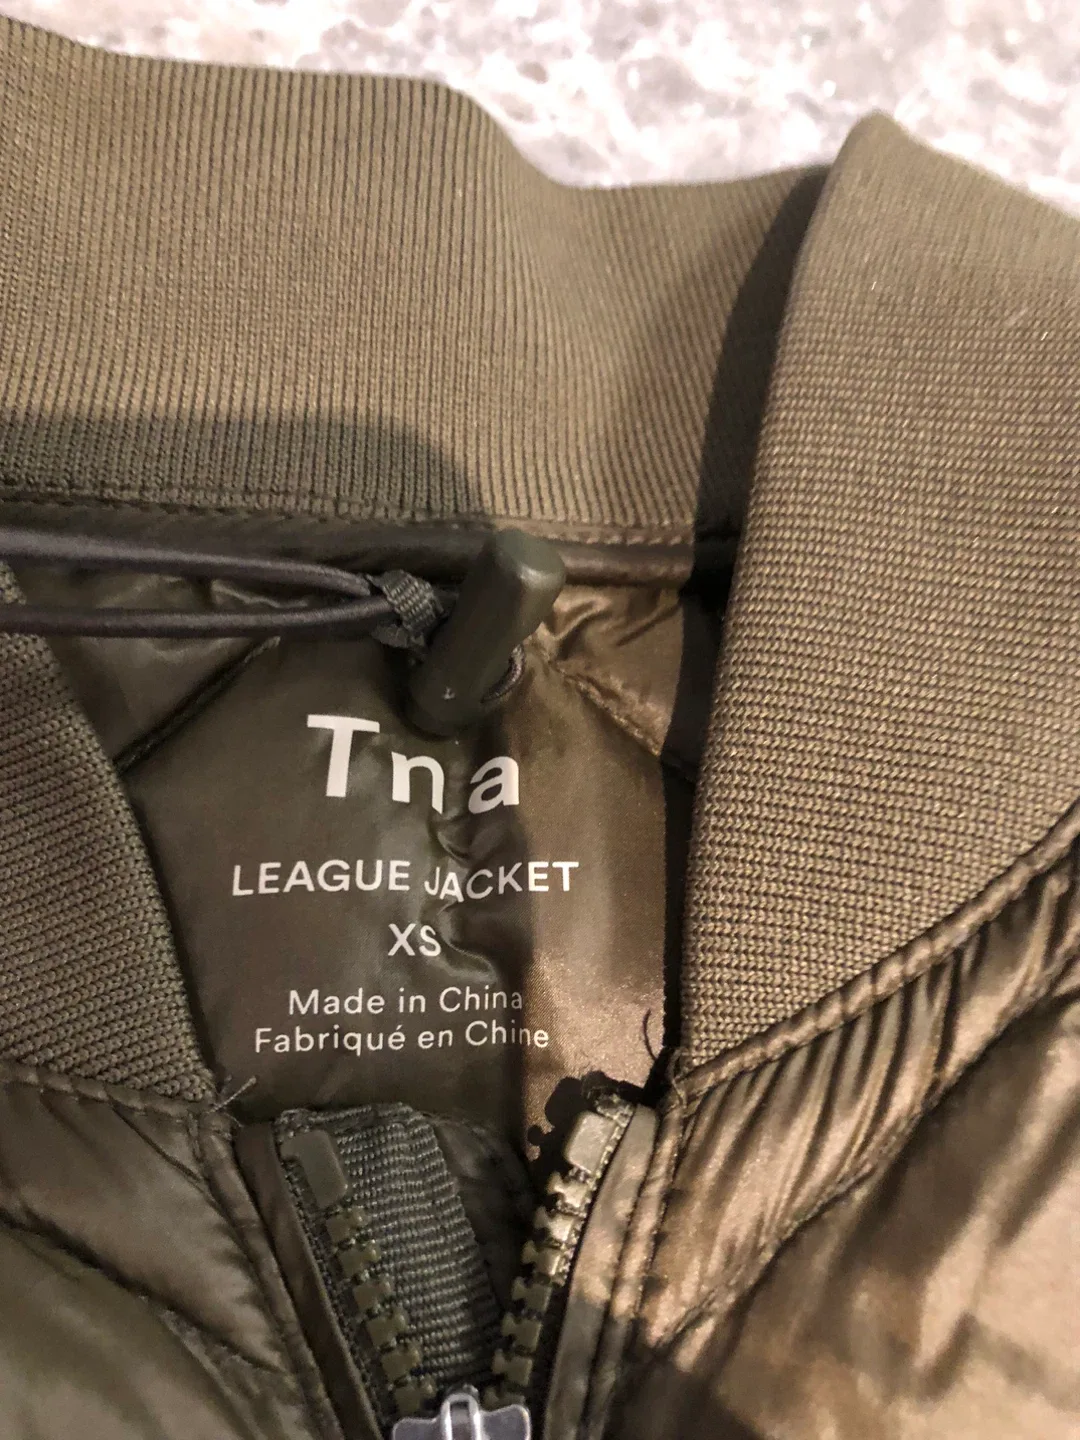 Tna
LEAGUE JACKET
XS
Made in China
Fabriqué en Chine